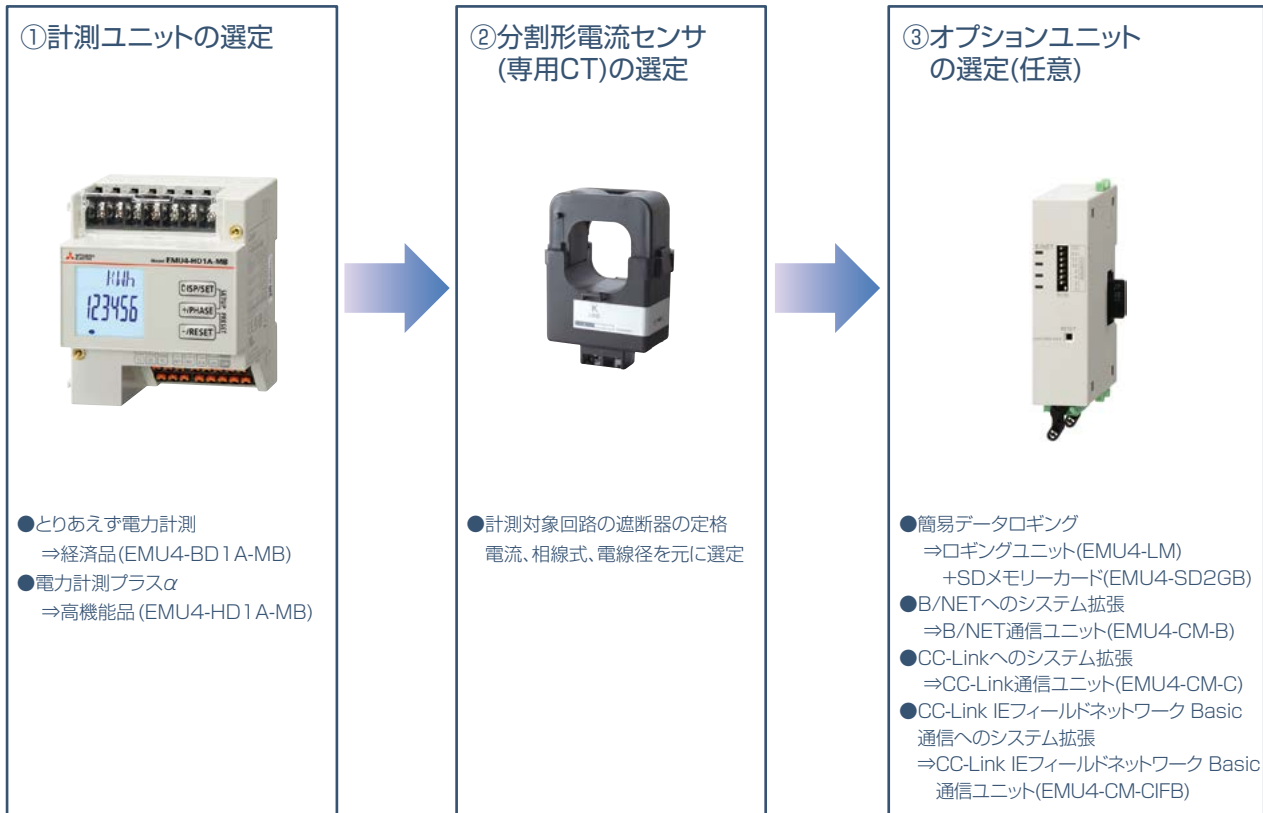 ①計測ユニットの選定
MITSUBISHI ELECTRIC
Model EMU4-HD1A-MB
kWh
123456
DISP/SET
+/PHASE
-/RESET
SETUP
PRESET
●とりあえず電力計測
⇒経済品(EMU4-BD1A-MB)
●電力計測プラスα
⇒高機能品(EMU4-HD1A-MB)
②分割形電流センサ
(専用CT)の選定
K
●計測対象回路の遮断器の定格
電流、相線式、電線径を元に選定
③オプションユニット
の選定(任意)
B/NET
RESET
●簡易データロギング
⇒ロギングユニット(EMU4-LM)
+SDメモリーカード(EMU4-SD2GB)
●B/NETへのシステム拡張
⇒B/NET通信ユニット(EMU4-CM-B)
●CC-Linkへのシステム拡張
⇒CC-Link通信ユニット(EMU4-CM-C)
●CC-Link IEフィールドネットワーク Basic
通信へのシステム拡張
⇒CC-Link IEフィールドネットワーク Basic
通信ユニット(EMU4-CM-CIFB)